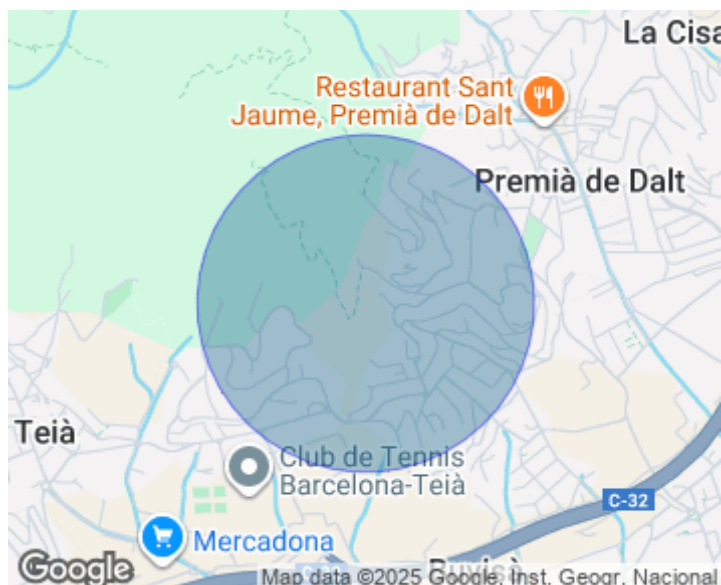 La Cisa
Restaurant Sant
Jaume, Premià de Dalt
Premià de Dalt
Teià
Club de Tennis
Barcelona-Teià
C-32
Mercadona
Google
Map data ©2025 Google, Inst. Geogr. Nacional